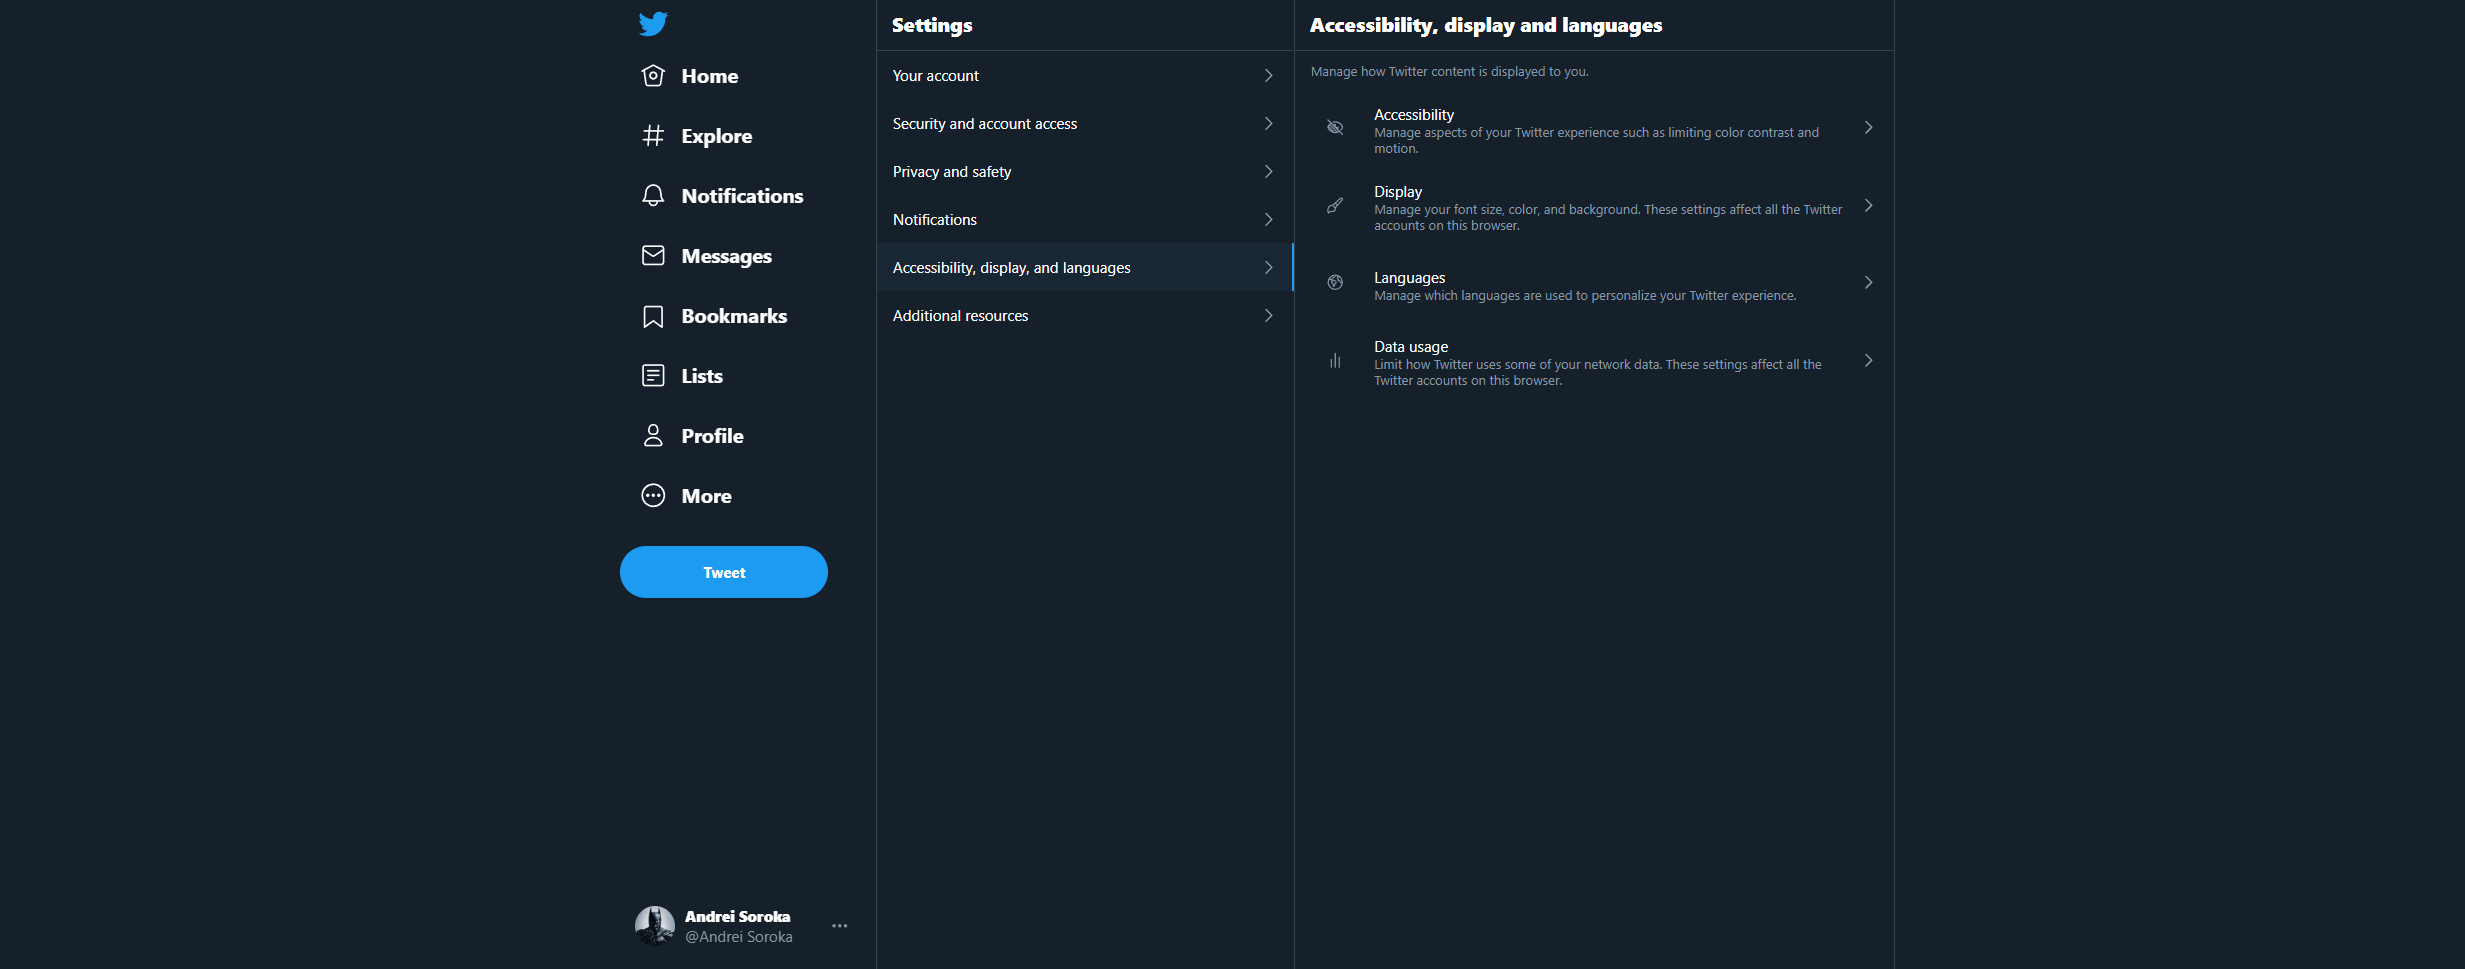 Home
Explore
Notifications
Messages
Bookmarks
Lists
Profile
More
Tweet
Andrei Soroka
@Andrei Soroka
Settings
Your account
Security and account access
Privacy and safety
Notifications
Accessibility, display, and languages
Additional resources
Accessibility, display and languages
Manage how Twitter content is displayed to you.
Accessibility
Manage aspects of your Twitter experience such as limiting color contrast and
motion.
Display
Manage your font size, color, and background. These settings affect all the Twitter
accounts on this browser.
Languages
Manage which languages are used to personalize your Twitter experience.
Data usage
Limit how Twitter uses some of your network data. These settings affect all the
Twitter accounts on this browser.